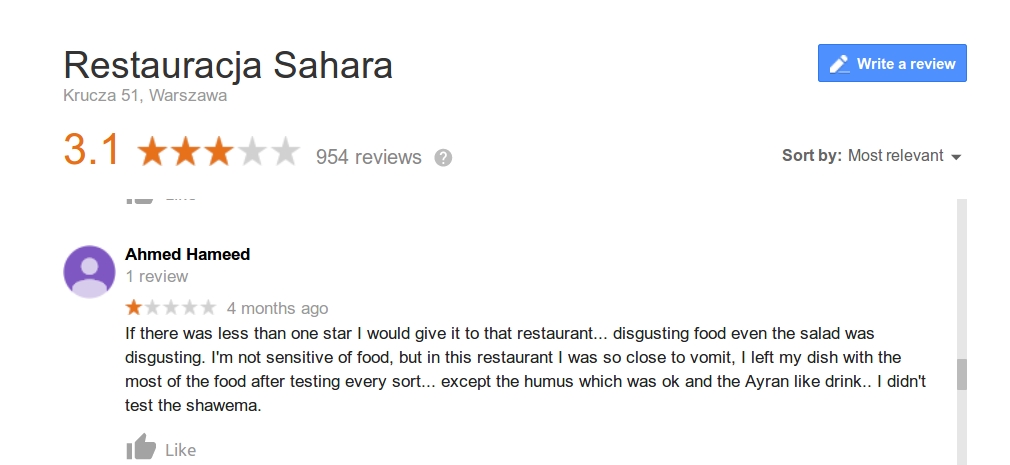 Restauracja Sahara
Write a review
Krucza 51, Warszawa
3.1
954 reviews
?
Sort by: Most relevant
Like
Ahmed Hameed
1 review
4 months ago
If there was less than one star I would give it to that restaurant... disgusting food even the salad was
disgusting. I'm not sensitive of food, but in this restaurant I was so close to vomit, I left my dish with the
most of the food after testing every sort... except the humus which was ok and the Ayran like drink.. I didn't
test the shawema.
Like